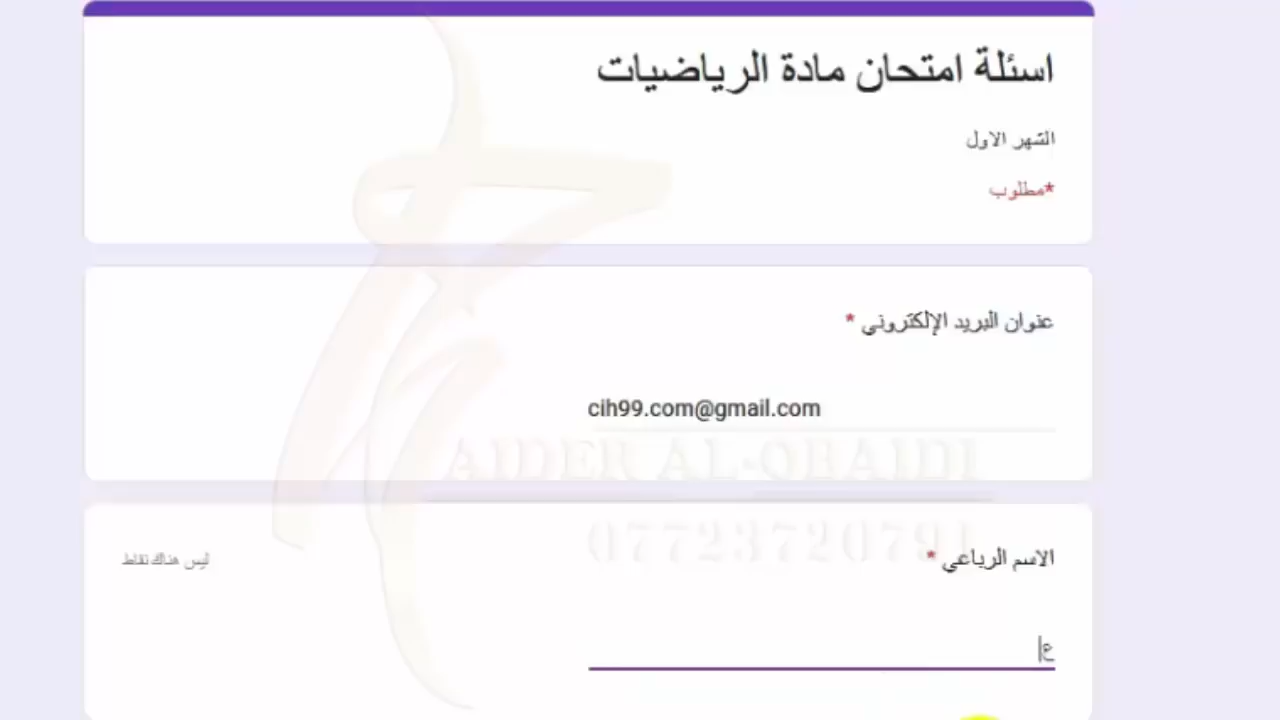 اسئلة امتحان مادة الرياضيات
الشهر الاول
*مطلوب
عنوان البريد الإلكتروني *
cih99.com@gmail.com
AIDER AL-OBAIDI
07723720791
الاسم الرباعي *
ليس هناك نقاط
ع